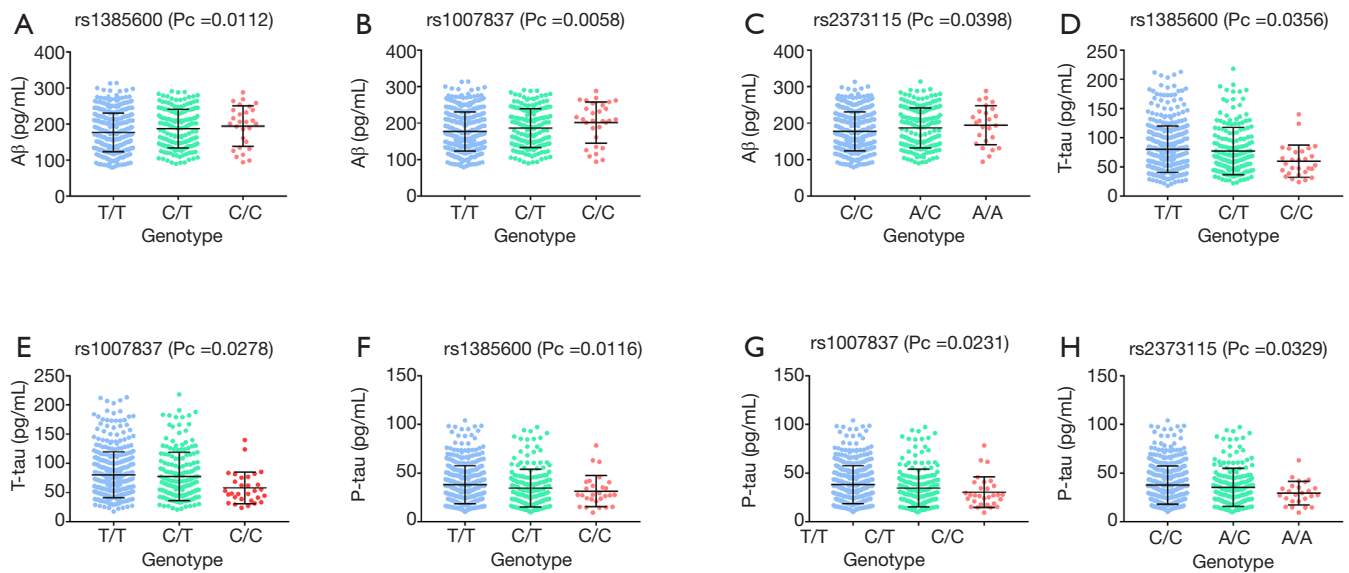 A
rs1385600 (Pc =0.0112)
400
300
200
100
0
Aβ (pg/mL)
T/T C/T C/C
Genotype
B
rs1007837 (Pc =0.0058)
400
300
200
100
0
Aβ (pg/mL)
T/T C/T C/C
Genotype
C
rs2373115 (Pc =0.0398)
400
300
200
100
0
Aβ (pg/mL)
C/C A/C A/A
Genotype
D
rs1385600 (Pc =0.0356)
250
200
150
100
50
0
T-tau (pg/mL)
T/T C/T C/C
Genotype
E
rs1007837 (Pc =0.0278)
250
200
150
100
50
0
T-tau (pg/mL)
T/T C/T C/C
Genotype
F
rs1385600 (Pc =0.0116)
150
100
50
0
P-tau (pg/mL)
T/T C/T C/C
Genotype
G
rs1007837 (Pc =0.0231)
150
100
50
0
P-tau (pg/mL)
T/T C/T C/C
Genotype
H
rs2373115 (Pc =0.0329)
150
100
50
0
P-tau (pg/mL)
C/C A/C A/A
Genotype